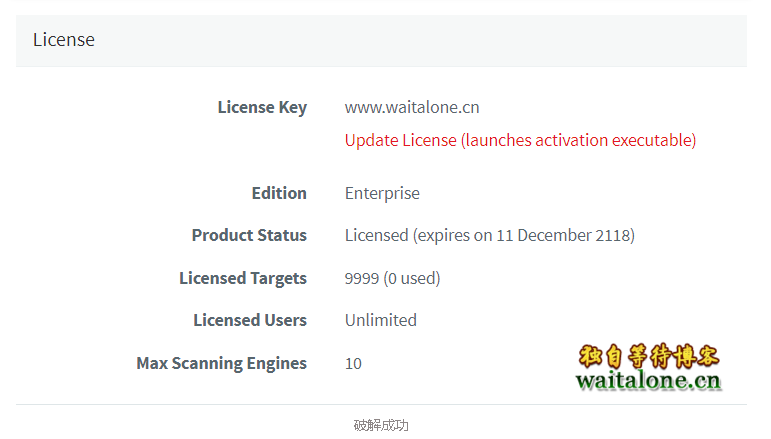 License
License Key www.waitalone.cn
Update License (launches activation executable)
Edition Enterprise
Product Status Licensed (expires on 11 December 2118)
Licensed Targets 9999 (0 used)
Licensed Users Unlimited
Max Scanning Engines 10
独自等待博客
waitalone.cn
破解成功